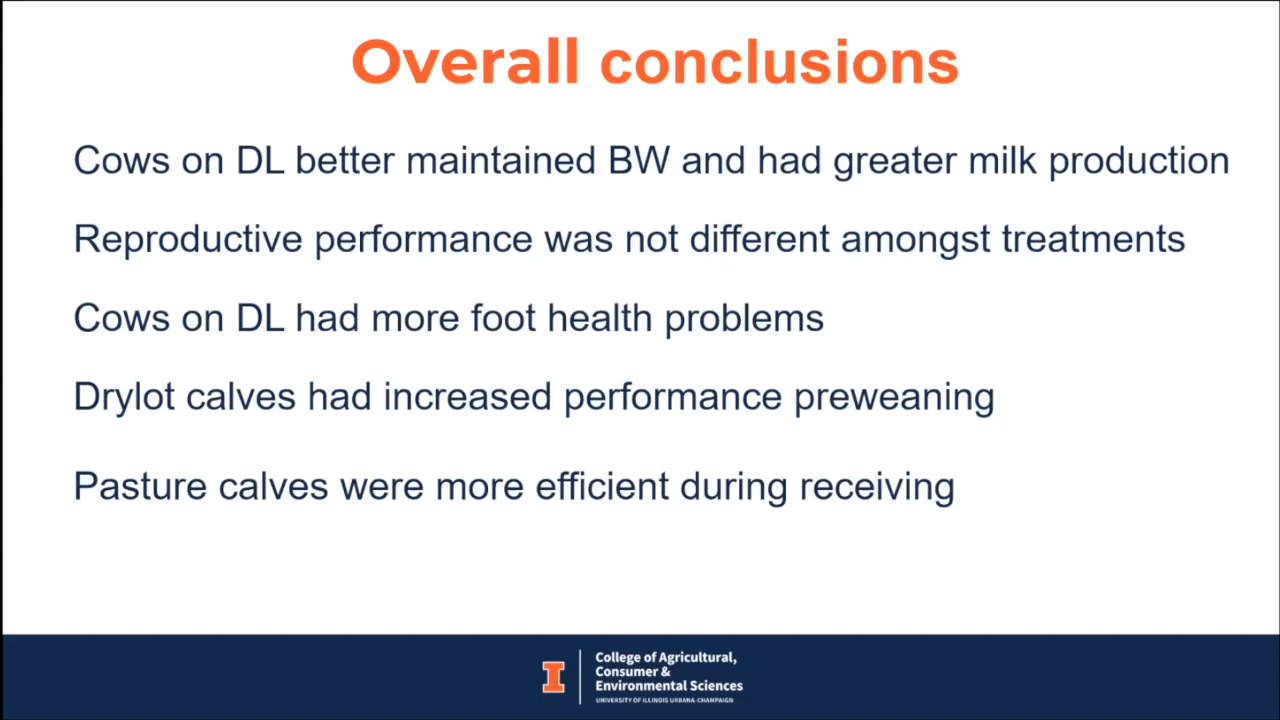 Overall conclusions
Cows on DL better maintained BW and had greater milk production
Reproductive performance was not different amongst treatments
Cows on DL had more foot health problems
Drylot calves had increased performance preweaning
Pasture calves were more efficient during receiving
I
College of Agricultural,
Consumer &
Environmental Sciences
UNIVERSITY OF ILLINOIS URBANA-CHAMPAIGN